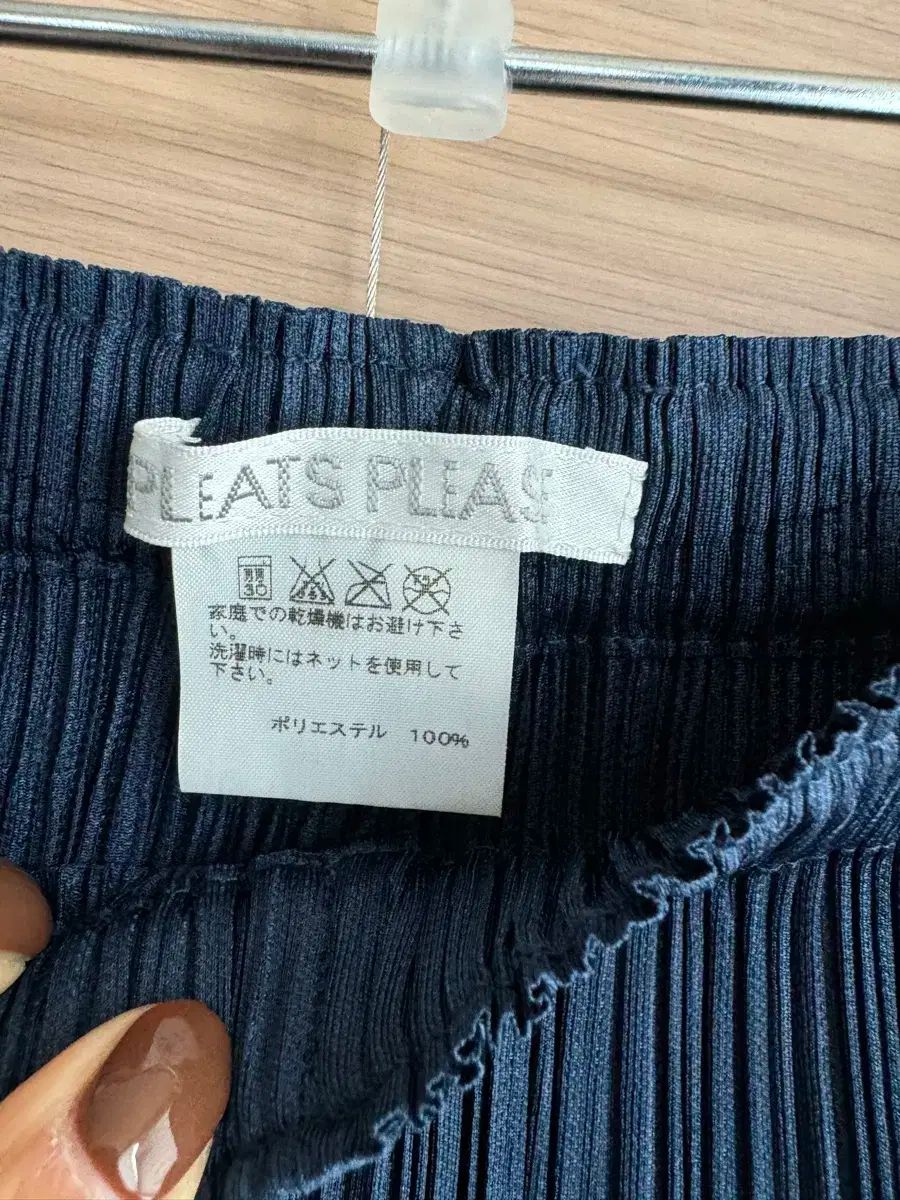 PLEATS PLEASE
家庭での乾燥機はお避け下さ
い。
洗濯時にはネットを使用して
下さい。
ポリエステル 100%